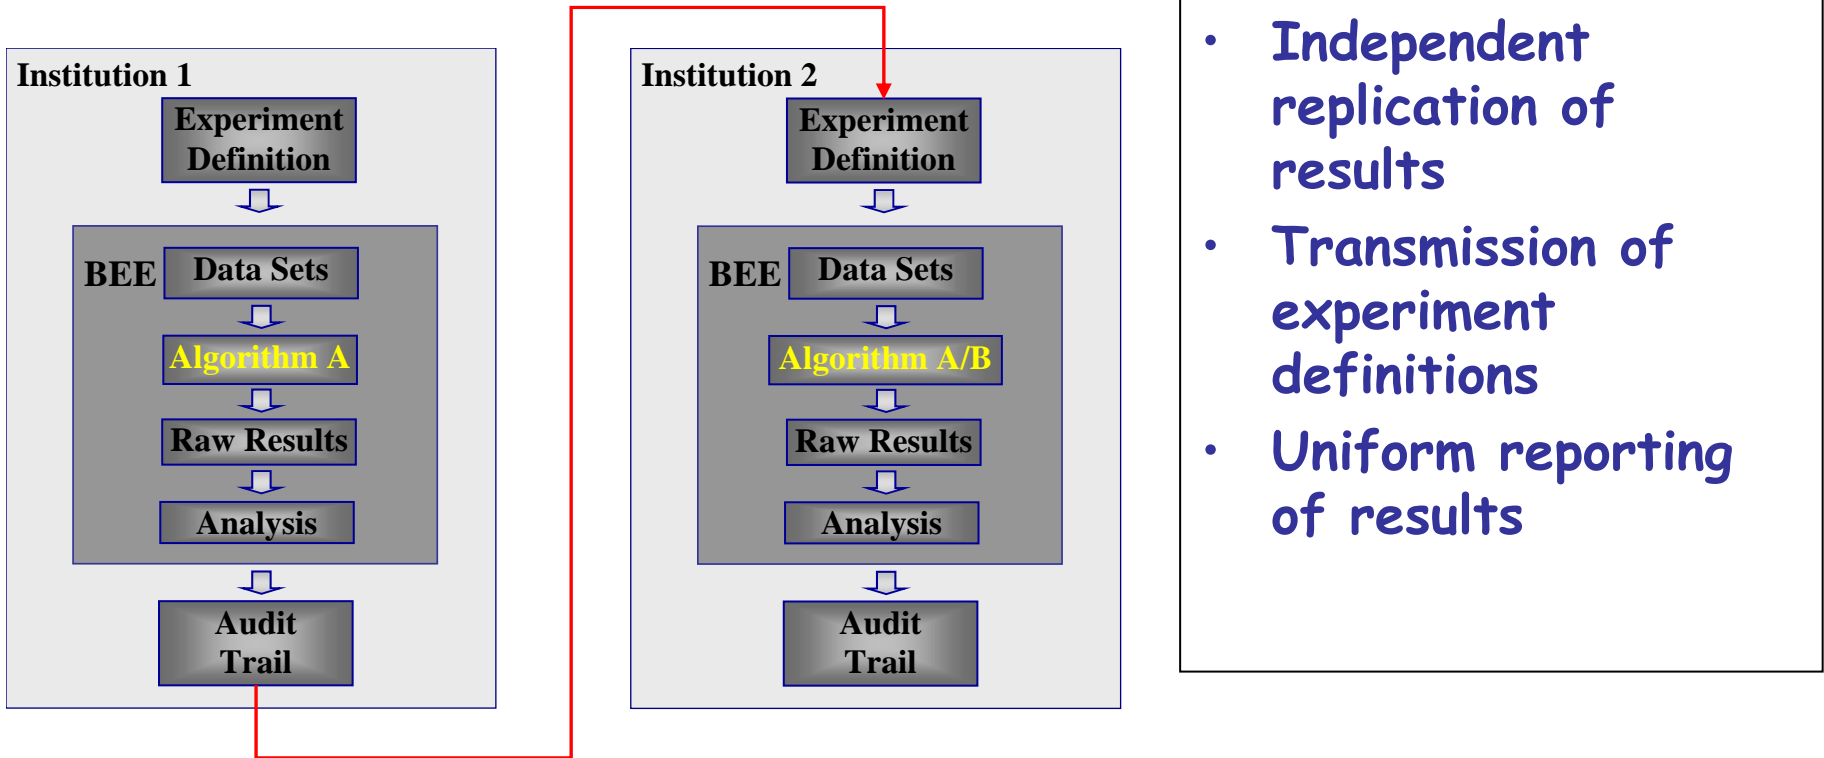 Institution 1
Experiment
Definition
BEE
Data Sets
Algorithm A
Raw Results
Analysis
Audit
Trail
Institution 2
Experiment
Definition
BEE
Data Sets
Algorithm A/B
Raw Results
Analysis
Audit
Trail
• Independent
replication of
results
• Transmission of
experiment
definitions
• Uniform reporting
of results